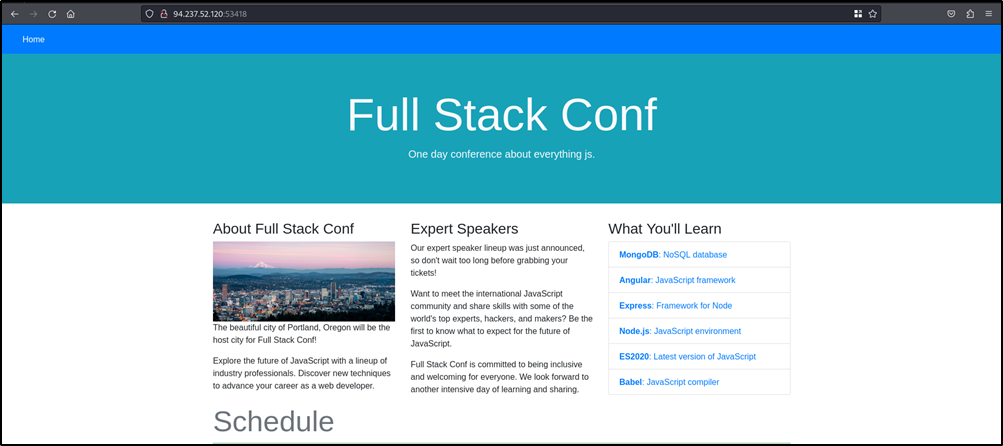 94.237.52.120:53418
Home
Full Stack Conf
One day conference about everything js.
About Full Stack Conf
The beautiful city of Portland, Oregon will be the
host city for Full Stack Conf!
Explore the future of JavaScript with a lineup of
industry professionals. Discover new techniques
to advance your career as a web developer.
Expert Speakers
Our expert speaker lineup was just announced,
so don't wait too long before grabbing your
tickets!
Want to meet the international JavaScript
community and share skills with some of the
world's top experts, hackers, and makers? Be the
first to know what to expect for the future of
JavaScript.
Full Stack Conf is committed to being inclusive
and welcoming for everyone. We look forward to
another intensive day of learning and sharing.
What You'll Learn
MongoDB: NoSQL database
Angular: JavaScript framework
Express: Framework for Node
Node.js: JavaScript environment
ES2020: Latest version of JavaScript
Babel: JavaScript compiler
Schedule